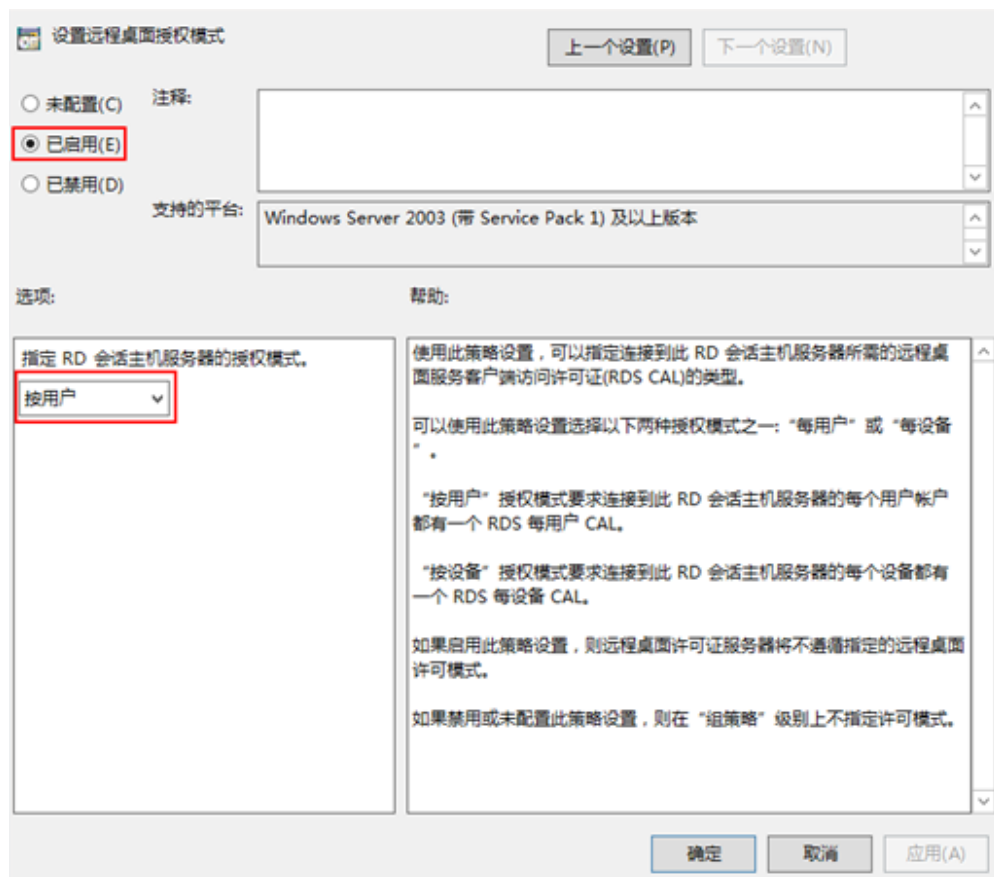 设置远程桌面授权模式
上一个设置(P)
下一个设置(N)
未配置(C)
注释:
已启用(E)
已禁用(D)
支持的平台:
Windows Server 2003 (带 Service Pack 1) 及以上版本
选项:
帮助:
指定 RD 会话主机服务器的授权模式。
按用户
使用此策略设置，可以指定连接到此 RD 会话主机服务器所需的远程桌
面服务客户端访问许可证(RDS CAL)的类型。
可以使用此策略设置选择以下两种授权模式之一: “每用户” 或 “每设备
” 。
“按用户” 授权模式要求连接到此 RD 会话主机服务器的每个用户帐户
都有一个 RDS 每用户 CAL。
“按设备” 授权模式要求连接到此 RD 会话主机服务器的每个设备都有
一个 RDS 每设备 CAL。
如果启用此策略设置，则远程桌面许可证服务器将不遵循指定的远程桌面
许可模式。
如果禁用或未配置此策略设置，则在 “组策略” 级别上不指定许可模式。
确定
取消
应用(A)